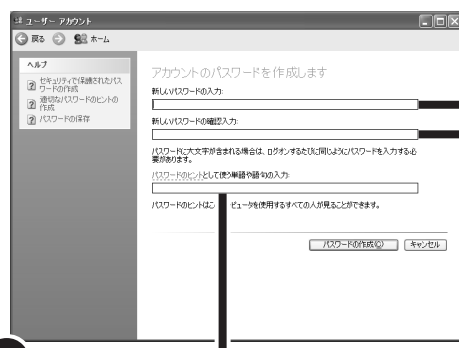 ユーザー アカウント
戻る ホーム
ヘルプ
セキュリティで保護されたパス
ワードの作成
適切なパスワードのヒントの
作成
パスワードの保存
アカウントのパスワードを作成します
新しいパスワードの入力:
新しいパスワードの確認入力:
パスワードに大文字が含まれる場合は、ログオンするたびに同じようにパスワードを入力する必
要があります。
パスワードのヒントとして使う単語や語句の入力:
パスワードのヒントはこ ピュータを使用するすべての人が見ることができます。
パスワードの作成(C) キャンセル